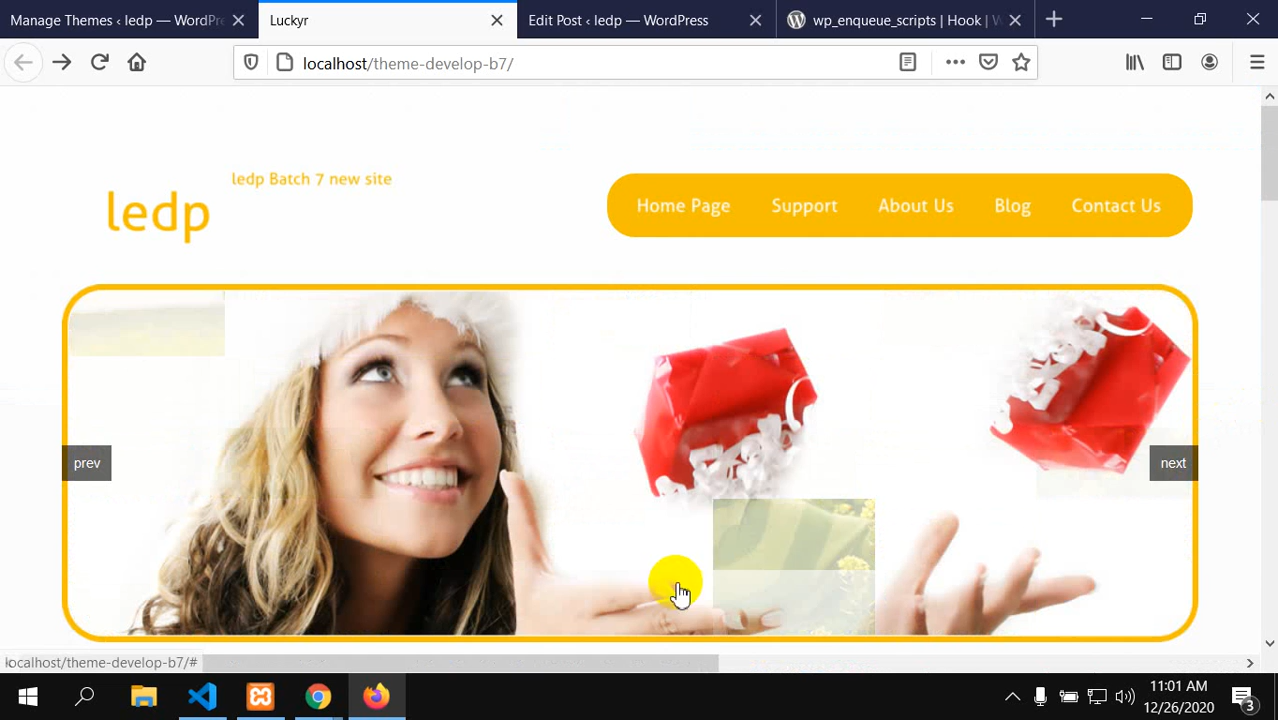 Manage Themes ‹ ledp — WordPre
Luckyr
Edit Post ‹ ledp — WordPress
wp_enqueue_scripts | Hook | W
localhost/theme-develop-b7/
ledp
ledp Batch 7 new site
Home Page Support About Us Blog Contact Us
prev
next
localhost/theme-develop-b7/#
11:01 AM
12/26/2020
3